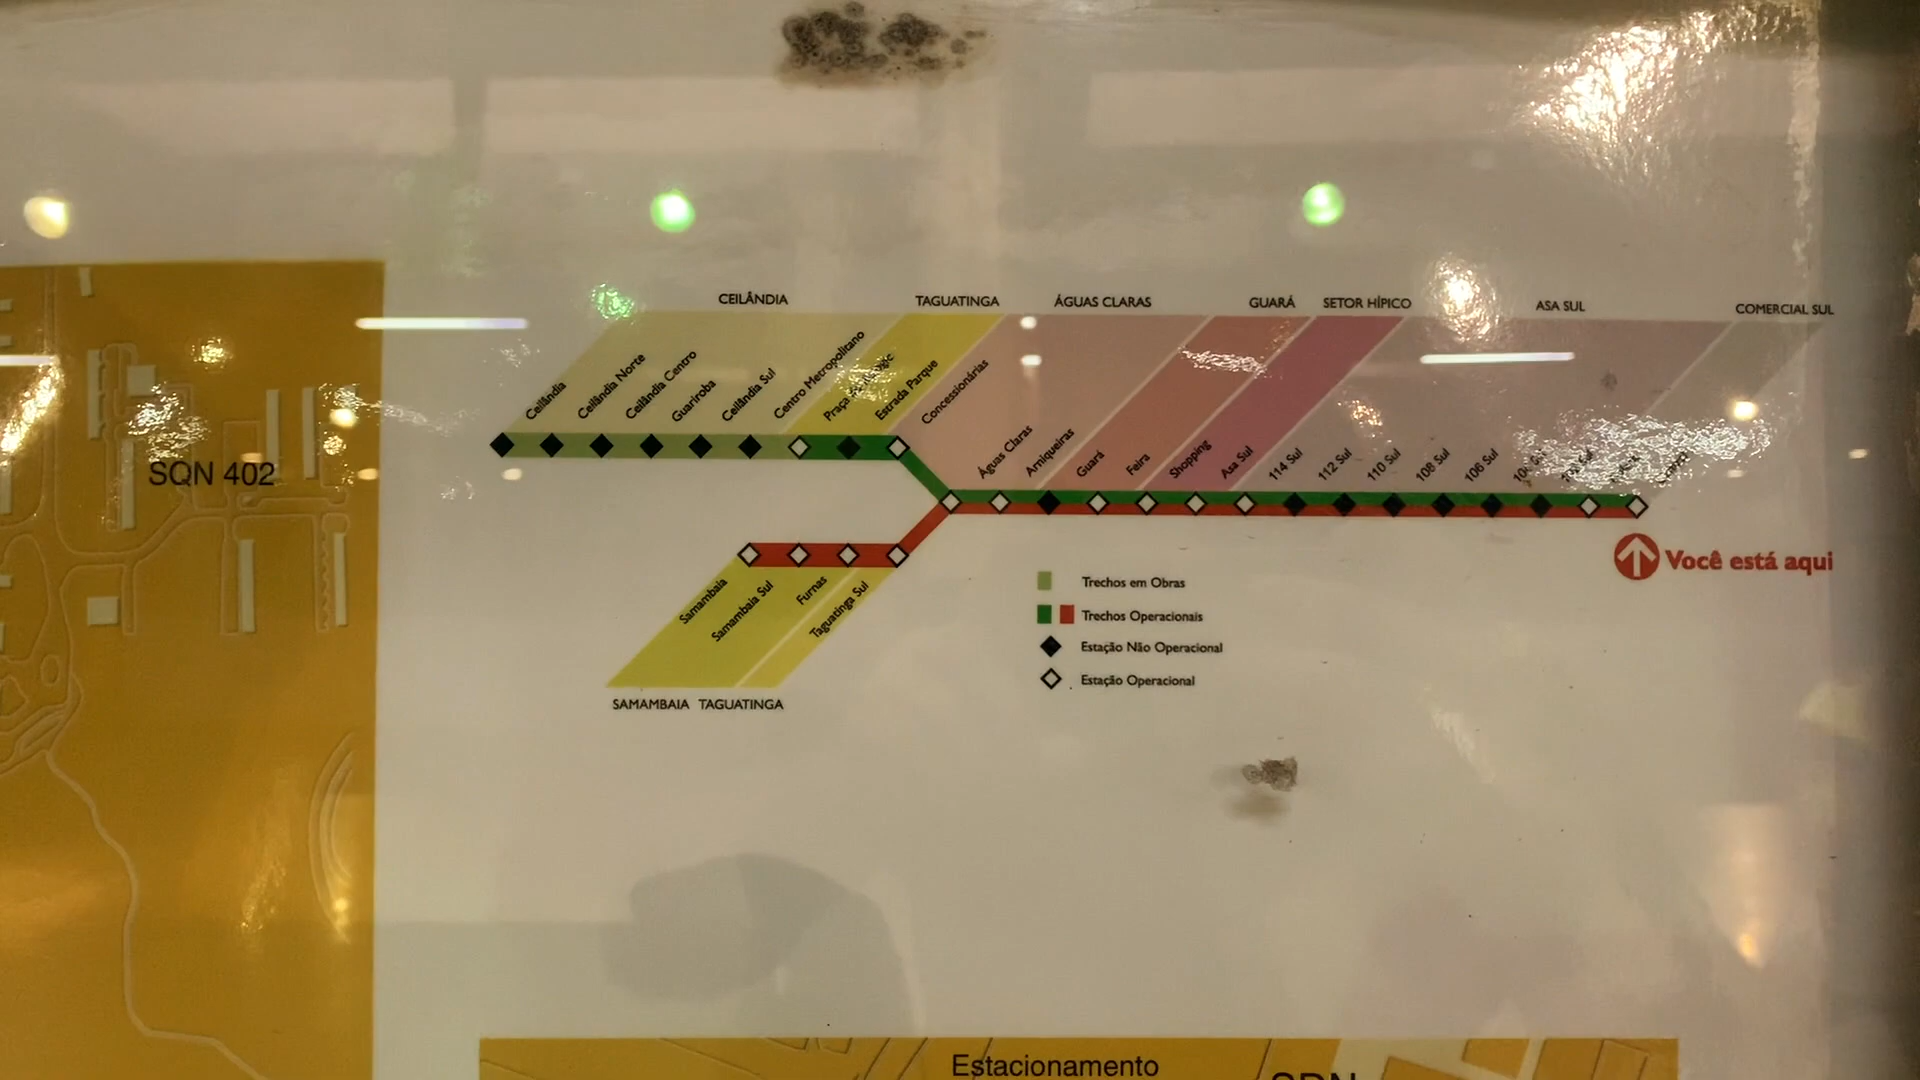 CEILÂNDIA
TAGUATINGA
ÁGUAS CLARAS
GUARÁ
SETOR HÍPICO
ASA SUL
COMERCIAL SUL
Ceilândia
Ceilândia Norte
Ceilândia Centro
Guariroba
Ceilândia Sul
Centro Metropolitano
Praça
Estrada Parque
Concessionárias
Águas Claras
Arniqueiras
Guará
Feira
Shopping
Asa Sul
114 Sul
112 Sul
110 Sul
108 Sul
106 Sul
SQN 402
Samambaia
Samambaia Sul
Furnas
Taguatinga Sul
SAMAMBAIA TAGUATINGA
Você está aqui
Trechos em Obras
Trechos Operacionais
Estação Não Operacional
Estação Operacional
Estacionamento